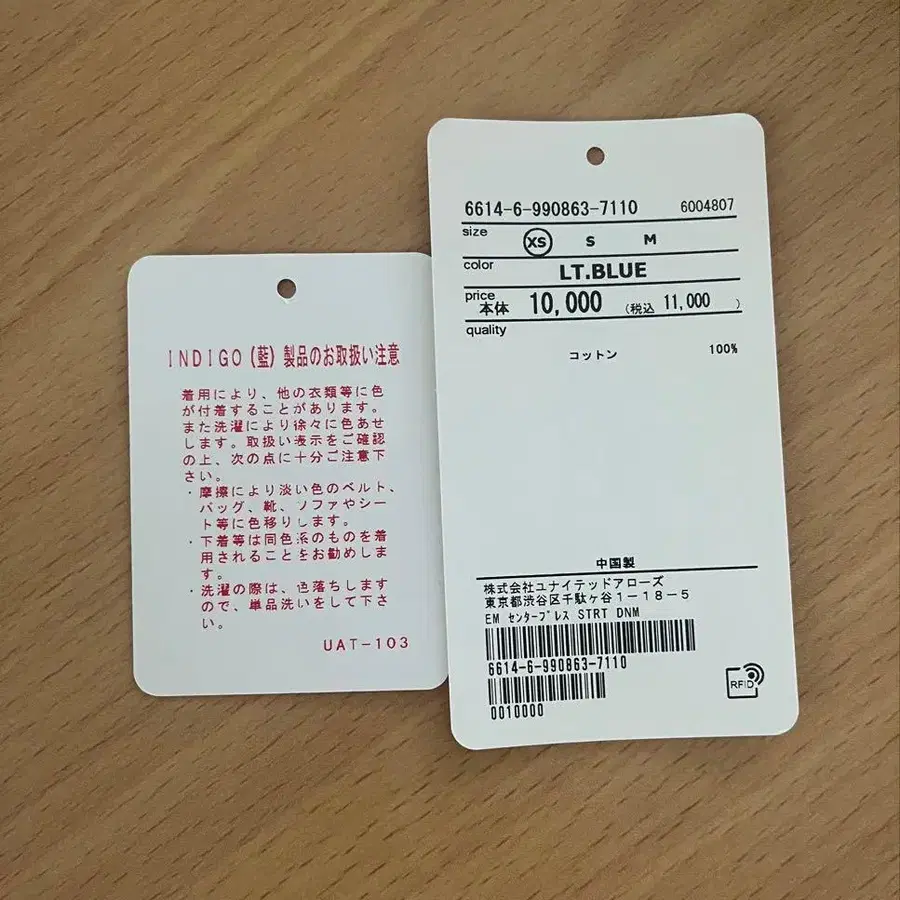 INDIGO(藍)製品のお取扱い注意
着用により、他の衣類等に色
が付着することがあります。
また洗濯により徐々に色あせ
します。取扱い表示をご確認
の上、次の点に十分ご注意下
さい。
・摩擦により淡い色のベルト、
バッグ、靴、ソファやシー
ト等に色移りします。
・下着等は同色系のものを着
用されることをお勧めしま
す。
・洗濯の際は、色落ちします
ので、単品洗いをして下さ
い。
UAT-103
6614-6-990863-7110 6004807
size XS S M
color LT.BLUE
price 本体 10,000 (税込 11,000 )
quality
コットン 100%
中国製
株式会社ユナイテッドアローズ
東京都渋谷区千駄ヶ谷1-18-5
EM センタープレス STRT DNM
6614-6-990863-7110
0010000
RFID